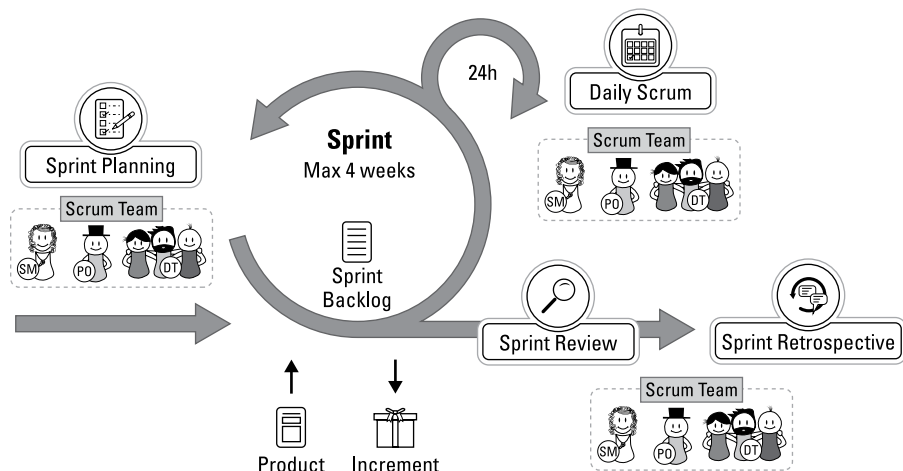 24h
Daily Scrum
Sprint Planning
Sprint
Max 4 weeks
Scrum Team
SM
PO
DT
Scrum Team
SM
PO
DT
Sprint
Backlog
Sprint Review
Sprint Retrospective
Scrum Team
SM
PO
DT
Product
Increment